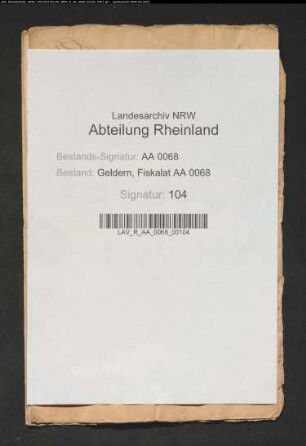 Landesarchiv NRW
Abteilung Rheinland
Bestands-Signatur: AA 0068
Bestand: Geldern, Fiskalat AA 0068
Signatur: 104
LAV_R_AA_0068_00104